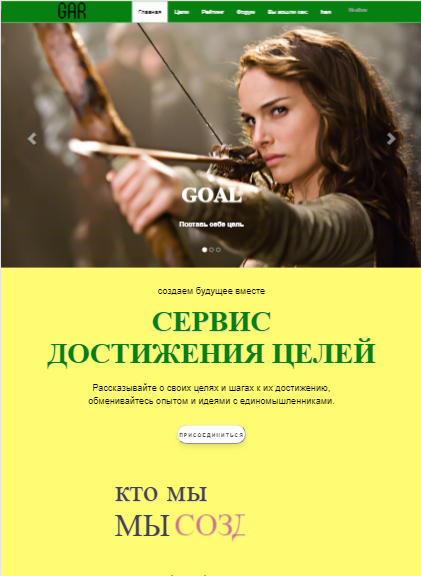 GAR
Главная Цели Рейтинг Форум Вы вошли как:
GOAL
Поставь себе цель
создаем будущее вместе
СЕРВИС
ДОСТИЖЕНИЯ ЦЕЛЕЙ
Рассказывайте о своих целях и шагах к их достижению,
обменивайтесь опытом и идеями с единомышленниками.
ПРИСОЕДИНИТЬСЯ
кто мы
МЫ СОЗД